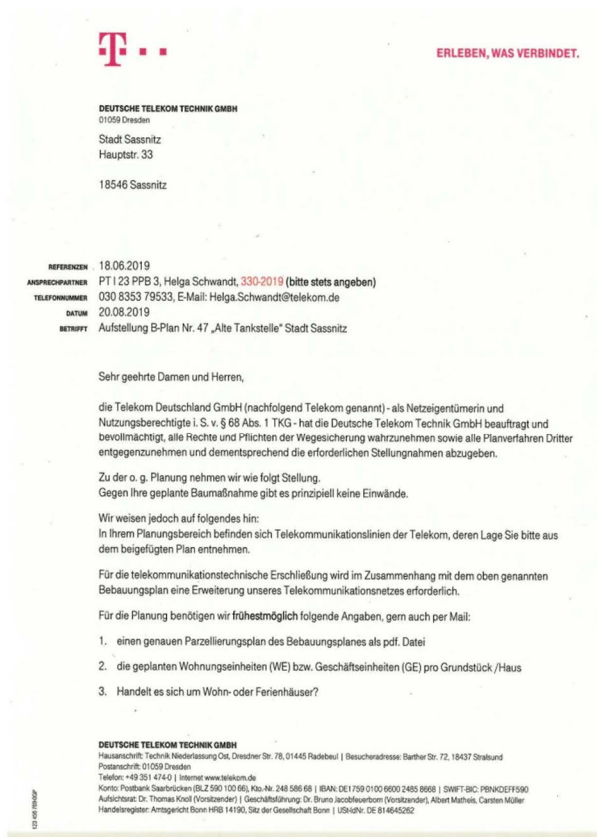 T
ERLEBEN, WAS VERBINDET.
DEUTSCHE TELEKOM TECHNIK GMBH
01059 Dresden
Stadt Sassnitz
Hauptstr. 33
18546 Sassnitz
REFERENZEN 18.06.2019
ANSPRECHPARTNER PT I 23 PPB 3, Helga Schwandt, 330-2019 (bitte stets angeben)
TELEFONNUMMER 030 8353 79533, E-Mail: Helga.Schwandt@telekom.de
DATUM 20.08.2019
BETRIFFT Aufstellung B-Plan Nr. 47 „Alte Tankstelle" Stadt Sassnitz
Sehr geehrte Damen und Herren,
die Telekom Deutschland GmbH (nachfolgend Telekom genannt) - als Netzeigentümerin und
Nutzungsberechtigte i. S. v. § 68 Abs. 1 TKG - hat die Deutsche Telekom Technik GmbH beauftragt und
bevollmächtigt, alle Rechte und Pflichten der Wegesicherung wahrzunehmen sowie alle Planverfahren Dritter
entgegenzunehmen und dementsprechend die erforderlichen Stellungnahmen abzugeben.
Zu der o. g. Planung nehmen wir wie folgt Stellung.
Gegen Ihre geplante Baumaßnahme gibt es prinzipiell keine Einwände.
Wir weisen jedoch auf folgendes hin:
In Ihrem Planungsbereich befinden sich Telekommunikationslinien der Telekom, deren Lage Sie bitte aus
dem beigefügten Plan entnehmen.
Für die telekommunikationstechnische Erschließung wird im Zusammenhang mit dem oben genannten
Bebauungsplan eine Erweiterung unseres Telekommunikationsnetzes erforderlich.
Für die Planung benötigen wir frühestmöglich folgende Angaben, gern auch per Mail:
1. einen genauen Parzellierungsplan des Bebauungsplanes als pdf. Datei
2. die geplanten Wohnungseinheiten (WE) bzw. Geschäftseinheiten (GE) pro Grundstück /Haus
3. Handelt es sich um Wohn- oder Ferienhäuser?
DEUTSCHE TELEKOM TECHNIK GMBH
Hausanschrift: Technik Niederlassung Ost, Dresdner Str. 78, 01445 Radebeul | Besucheradresse: Barther Str. 72, 18437 Stralsund
Postanschrift: 01059 Dresden
Telefon: +49 351 474-0 | Internet www.telekom.de
Konto: Postbank Saarbrücken (BLZ 590 100 66), Kto.-Nr. 248 586 68 | IBAN: DE1759 0100 6600 2485 8668 | SWIFT-BIC: PBNKDEFF590
Aufsichtsrat: Dr. Thomas Knoll (Vorsitzender) | Geschäftsführung: Dr. Bruno Jacobfeuerborn (Vorsitzender), Albert Matheis, Carsten Müller
Handelsregister: Amtsgericht Bonn HRB 14190, Sitz der Gesellschaft Bonn | USt-IdNr. DE 814645262